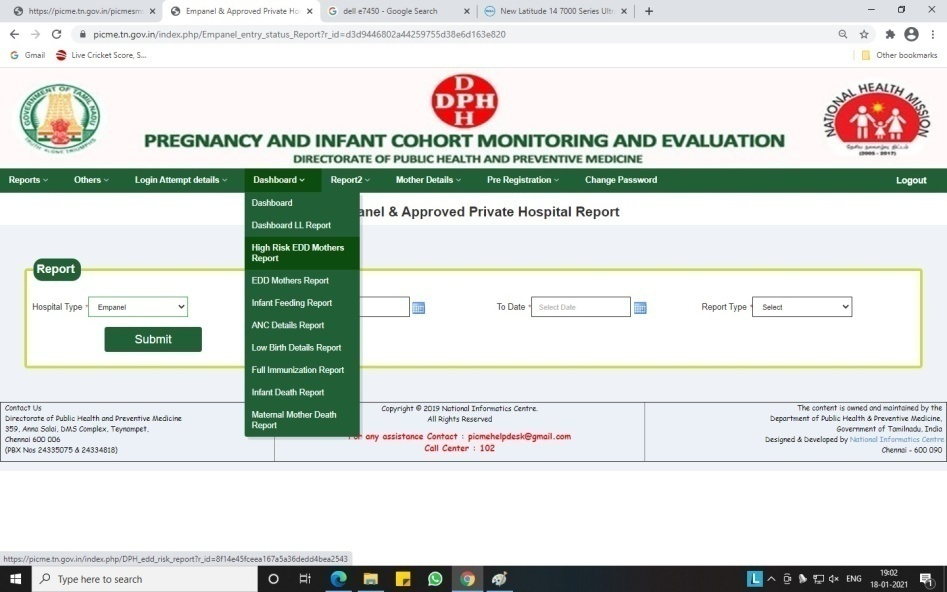 https://picme.tn.gov.in/picmesm
Empanel & Approved Private Ho
dell e7450 - Google Search
New Latitude 14 7000 Series Ult
picme.tn.gov.in/index.php/Empanel_entry_status_Report?r_id=d3d9446802a44259755d38e6d163e820
Gmail
Live Cricket Score, S...
Other bookmarks
GOVERNMENT OF TAMIL NADU
TRUTH ALONE TRIUMPHS
D
DPH
H
NATIONAL HEALTH MISSION
(2005 - 2017)
PREGNANCY AND INFANT COHORT MONITORING AND EVALUATION
DIRECTORATE OF PUBLIC HEALTH AND PREVENTIVE MEDICINE
Reports
Others
Login Attempt details
Dashboard
Report2
Mother Details
Pre Registration
Change Password
Logout
anel & Approved Private Hospital Report
Dashboard
Dashboard LL Report
High Risk EDD Mothers
Report
EDD Mothers Report
Infant Feeding Report
ANC Details Report
Low Birth Details Report
Full Immunization Report
Infant Death Report
Maternal Mother Death
Report
Report
Hospital Type * Empanel
To Date * Select Date
Report Type * Select
Submit
Contact Us
Directorate of Public Health and Preventive Medicine
359, Anna Salai, DMS Complex, Teynampet,
Chennai 600 006
(PBX Nos 24335075 & 24334818)
Copyright © 2019 National Informatics Centre.
All Rights Reserved
For any assistance Contact : picmehelpdesk@gmail.com
Call Center : 102
The content is owned and maintained by the
Department of Public Health & Preventive Medicine,
Government of Tamilnadu, India
Designed & Developed by National Informatics Centre
Chennai - 600 090
https://picme.tn.gov.in/index.php/DPH_edd_risk_report?r_id=8f14e45fceea167a5a36dedd4bea2543
Type here to search
L
ENG
19:02
18-01-2021
1